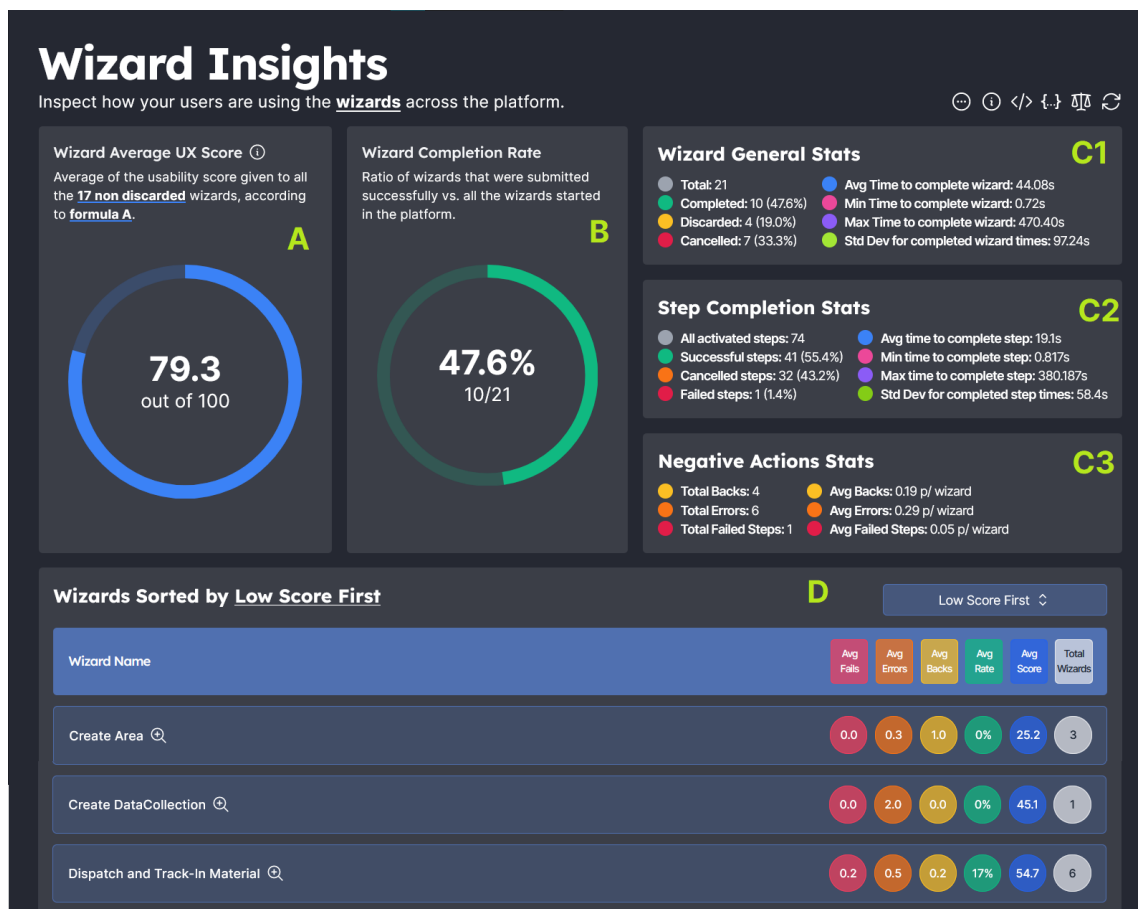 Wizard Insights
Inspect how your users are using the wizards across the platform.
Wizard Average UX Score
Average of the usability score given to all
the 17 non discarded wizards, according
to formula A.
A
79.3
out of 100
Wizard Completion Rate
Ratio of wizards that were submitted
successfully vs. all the wizards started
in the platform.
B
47.6%
10/21
Wizard General Stats
C1
Total: 21
Completed: 10 (47.6%)
Discarded: 4 (19.0%)
Cancelled: 7 (33.3%)
Avg Time to complete wizard: 44.08s
Min Time to complete wizard: 0.72s
Max Time to complete wizard: 470.40s
Std Dev for completed wizard times: 97.24s
Step Completion Stats
C2
All activated steps: 74
Successful steps: 41 (55.4%)
Cancelled steps: 32 (43.2%)
Failed steps: 1 (1.4%)
Avg time to complete step: 19.1s
Min time to complete step: 0.817s
Max time to complete step: 380.187s
Std Dev for completed step times: 58.4s
Negative Actions Stats
C3
Total Backs: 4
Total Errors: 6
Total Failed Steps: 1
Avg Backs: 0.19 p/ wizard
Avg Errors: 0.29 p/ wizard
Avg Failed Steps: 0.05 p/ wizard
Wizards Sorted by Low Score First
D
Low Score First
Wizard Name
Avg Fails
Avg Errors
Avg Backs
Avg Rate
Avg Score
Total Wizards
Create Area 0.0 0.3 1.0 0% 25.2 3
Create DataCollection 0.0 2.0 0.0 0% 45.1 1
Dispatch and Track-In Material 0.2 0.5 0.2 17% 54.7 6